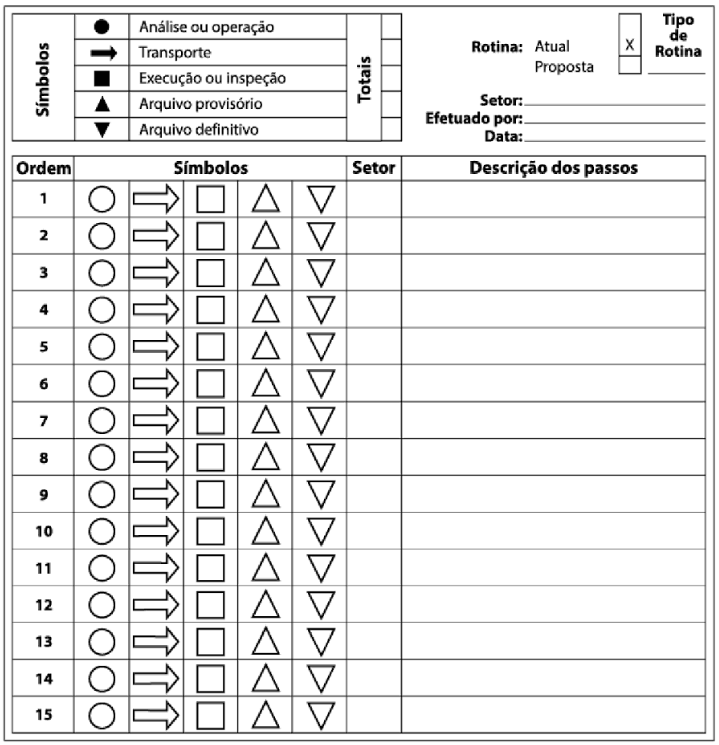 Símbolos
Análise ou operação
Transporte
Execução ou inspeção
Arquivo provisório
Arquivo definitivo
Totais
Rotina: Atual
Proposta
X
Tipo
de
Rotina
Setor:
Efetuado por:
Data:
Ordem Símbolos Setor Descrição dos passos
1
2
3
4
5
6
7
8
9
10
11
12
13
14
15